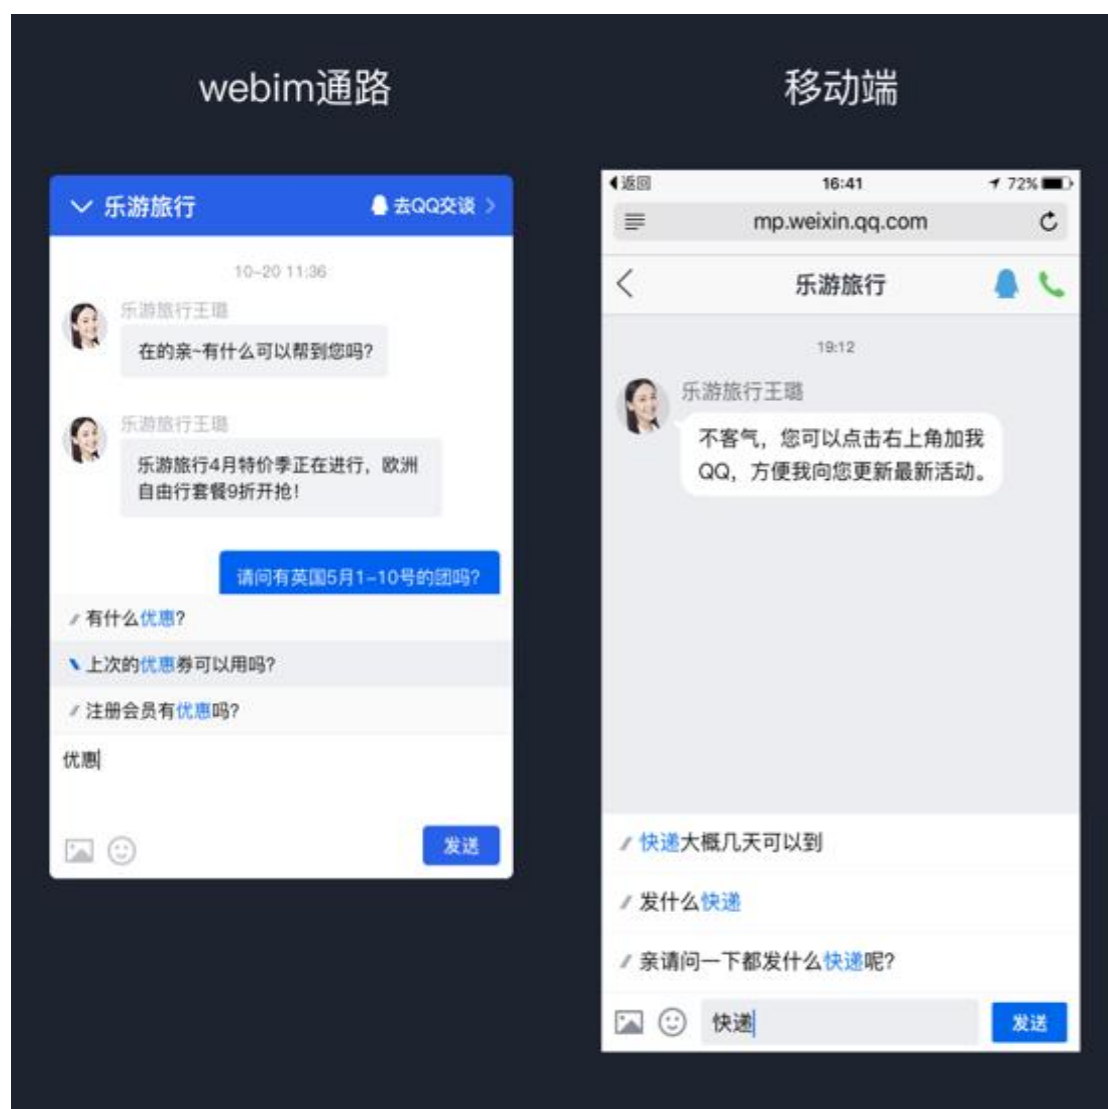 webim通路
乐游旅行
去QQ交谈
10-20 11:36
乐游旅行王璐
在的亲~有什么可以帮到您吗?
乐游旅行王璐
乐游旅行4月特价季正在进行，欧洲
自由行套餐9折开抢!
请问有英国5月1-10号的团吗?
有什么优惠?
上次的优惠券可以用吗?
注册会员有优惠吗?
优惠
发送
移动端
返回
16:41
72%
mp.weixin.qq.com
乐游旅行
19:12
乐游旅行王璐
不客气，您可以点击右上角加我
QQ，方便我向您更新最新活动。
快递大概几天可以到
发什么快递
亲请问一下都发什么快递呢?
快递
发送